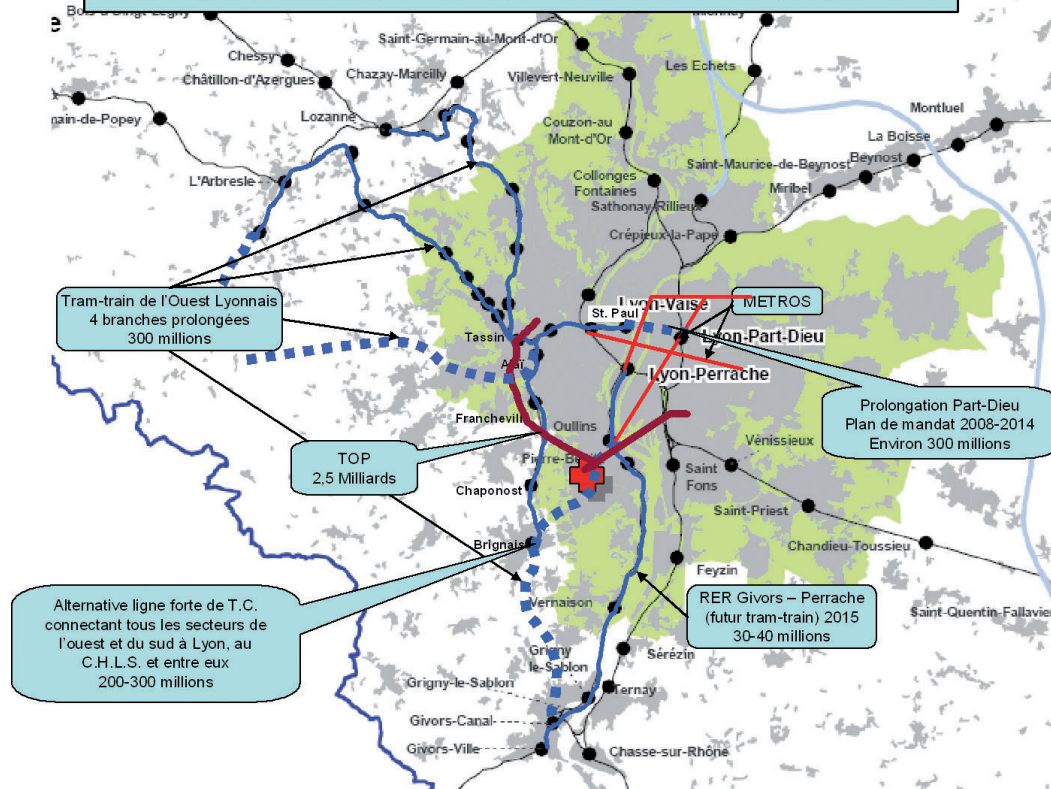 Saint-Germain-au-Mont-d'Or
Chessy
Châtillon-d'Azergues
Chazay-Marcilly
Villevert-Neuville
Les Echets
Lozanne
main-de-Popey
Couzon-au
Mont-d'Or
Montluel
La Boisse
Beynost
Saint-Maurice-de-Beynost
Miribel
L'Arbresle
Collonges
Fontaines
Sathonay-Rillieux
Crépieux-la-Pape
Tram-train de l'Ouest Lyonnais
4 branches prolongées
300 millions
Lyon-Vaise
METROS
St. Paul
Tassin
Lyon-Part-Dieu
Alaï
Lyon-Perrache
Prolongation Part-Dieu
Plan de mandat 2008-2014
Environ 300 millions
Franchevill
Oullins
TOP
2,5 Milliards
Vénissieux
Pierre-Bé
Saint
Fons
Chaponost
Saint-Priest
Brignais
Chandieu-Toussieu
Feyzin
Alternative ligne forte de T.C.
connectant tous les secteurs de
l'ouest et du sud à Lyon, au
C.H.L.S. et entre eux
200-300 millions
Vernaison
RER Givors – Perrache
(futur tram-train) 2015
30-40 millions
Saint-Quentin-Fallavier
Grigny
le-Sablon
Sérézin
Grigny-le-Sablon
Ternay
Givors-Canal
Givors-Ville
Chasse-sur-Rhône